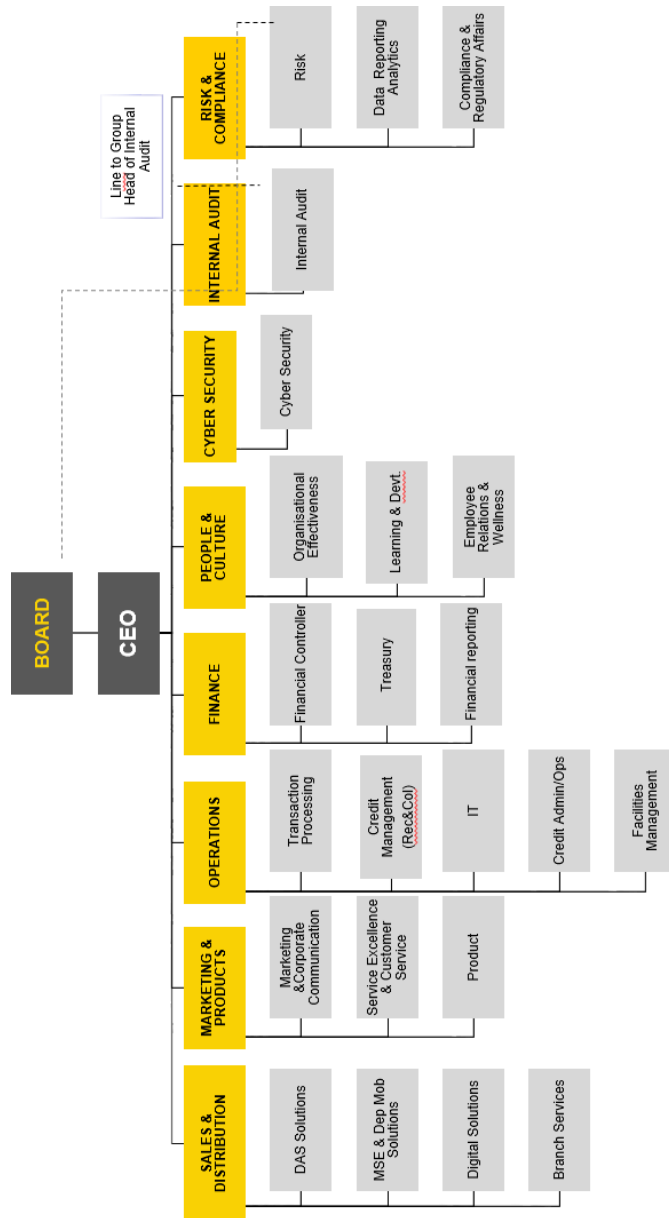 BOARD
CEO
Line to Group
Head of Internal
Audit
SALES &
DISTRIBUTION
MARKETING &
PRODUCTS
OPERATIONS
FINANCE
PEOPLE &
CULTURE
CYBER SECURITY
INTERNAL AUDIT
RISK &
COMPLIANCE
DAS Solutions
MSE & Dep Mob
Solutions
Digital Solutions
Branch Services
Marketing
&Corporate
Communication
Service Excellence
& Customer
Service
Product
Transaction
Processing
Credit
Management
(Rec&Col)
IT
Credit Admin/Ops
Facilities
Management
Financial Controller
Treasury
Financial reporting
Organisational
Effectiveness
Learning & Devt.
Employee
Relations &
Wellness
Cyber Security
Internal Audit
Risk
Data Reporting
Analytics
Compliance &
Regulatory Affairs